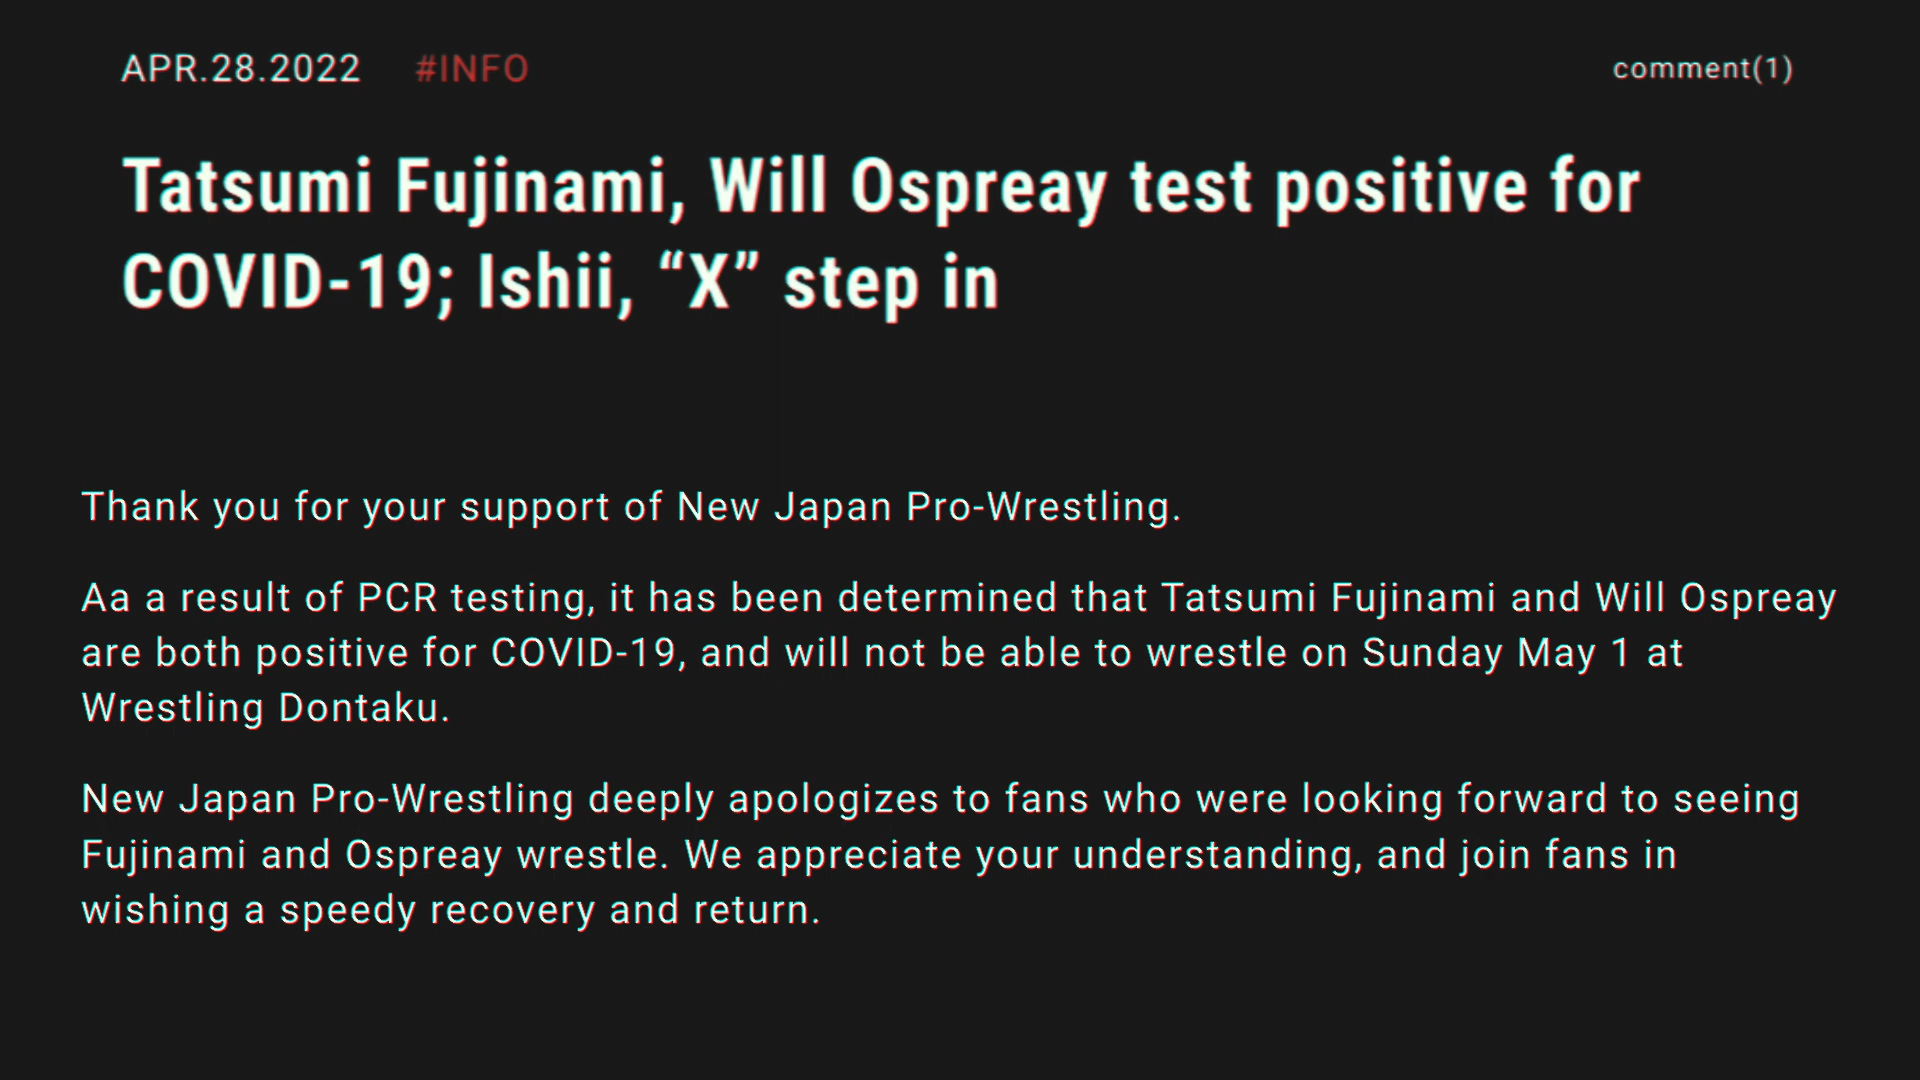 APR.28.2022 #INFO comment(1)
Tatsumi Fujinami, Will Ospreay test positive for
COVID-19; Ishii, “X” step in
Thank you for your support of New Japan Pro-Wrestling.
Aa a result of PCR testing, it has been determined that Tatsumi Fujinami and Will Ospreay
are both positive for COVID-19, and will not be able to wrestle on Sunday May 1 at
Wrestling Dontaku.
New Japan Pro-Wrestling deeply apologizes to fans who were looking forward to seeing
Fujinami and Ospreay wrestle. We appreciate your understanding, and join fans in
wishing a speedy recovery and return.